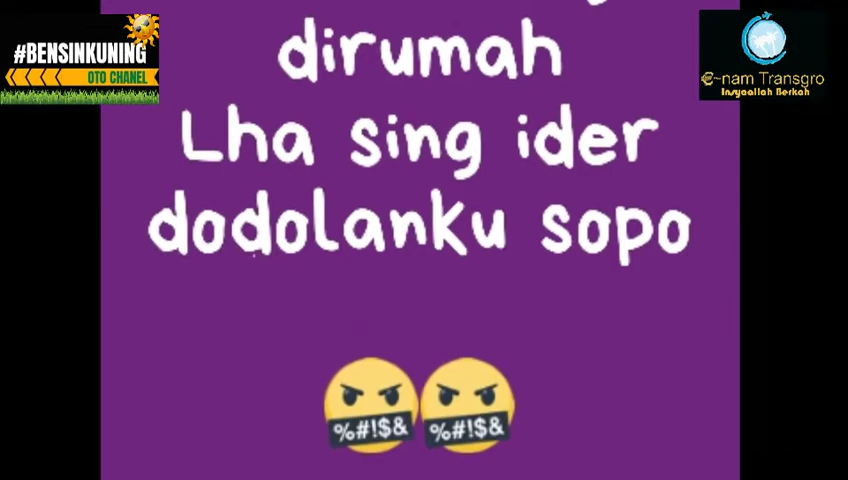 #BENSINKUNING
OTO CHANEL
e-nam Transgro
Insyaallah Berkah
dirumah
Lha sing ider
dodolanku sopo
%#!$& %#!$&